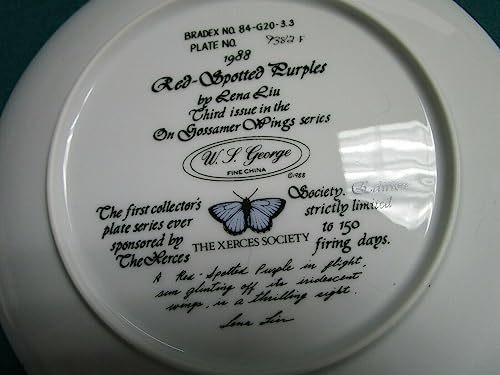 BRADEX NO. 84-G20-3.3
PLATE NO. 9382 F
1988
Red-Spotted Purples
by Lena Liu
Third issue in the
On Gossamer Wings series
W. S. George
FINE CHINA
©1988
The first collector's
plate series ever
sponsored by
The Xerces
Society. Edition
strictly limited
to 150
firing days.
THE XERCES SOCIETY
A Red-Spotted Purple in flight,
sun glinting off its iridescent
wings, is a thrilling sight.
Lena Liu